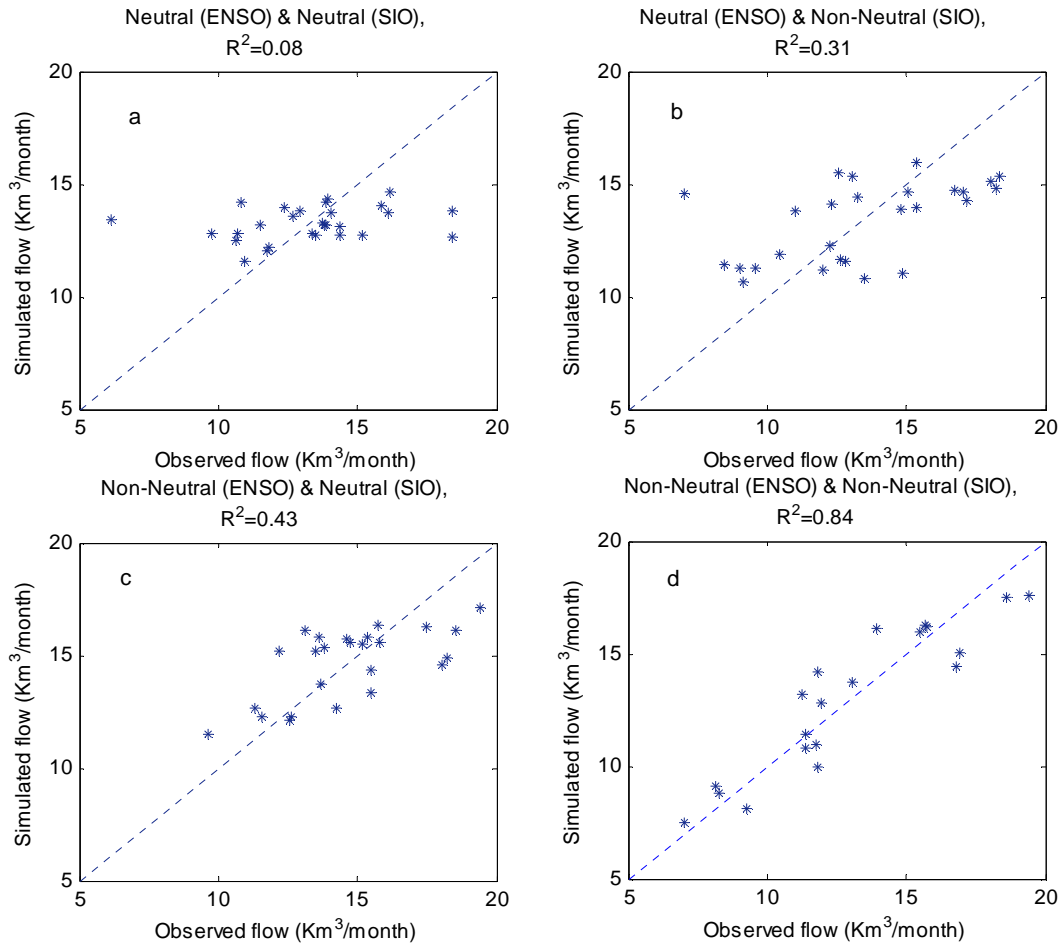 Neutral (ENSO) & Neutral (SIO),
R²=0.08
a
20
15
10
5
5
10
15
20
Simulated flow (Km³/month)
Observed flow (Km³/month)
Neutral (ENSO) & Non-Neutral (SIO),
R²=0.31
b
20
15
10
5
5
10
15
20
Simulated flow (Km³/month)
Observed flow (Km³/month)
Non-Neutral (ENSO) & Neutral (SIO),
R²=0.43
c
20
15
10
5
5
10
15
20
Simulated flow (Km³/month)
Observed flow (Km³/month)
Non-Neutral (ENSO) & Non-Neutral (SIO),
R²=0.84
d
20
15
10
5
5
10
15
20
Simulated flow (Km³/month)
Observed flow (Km³/month)